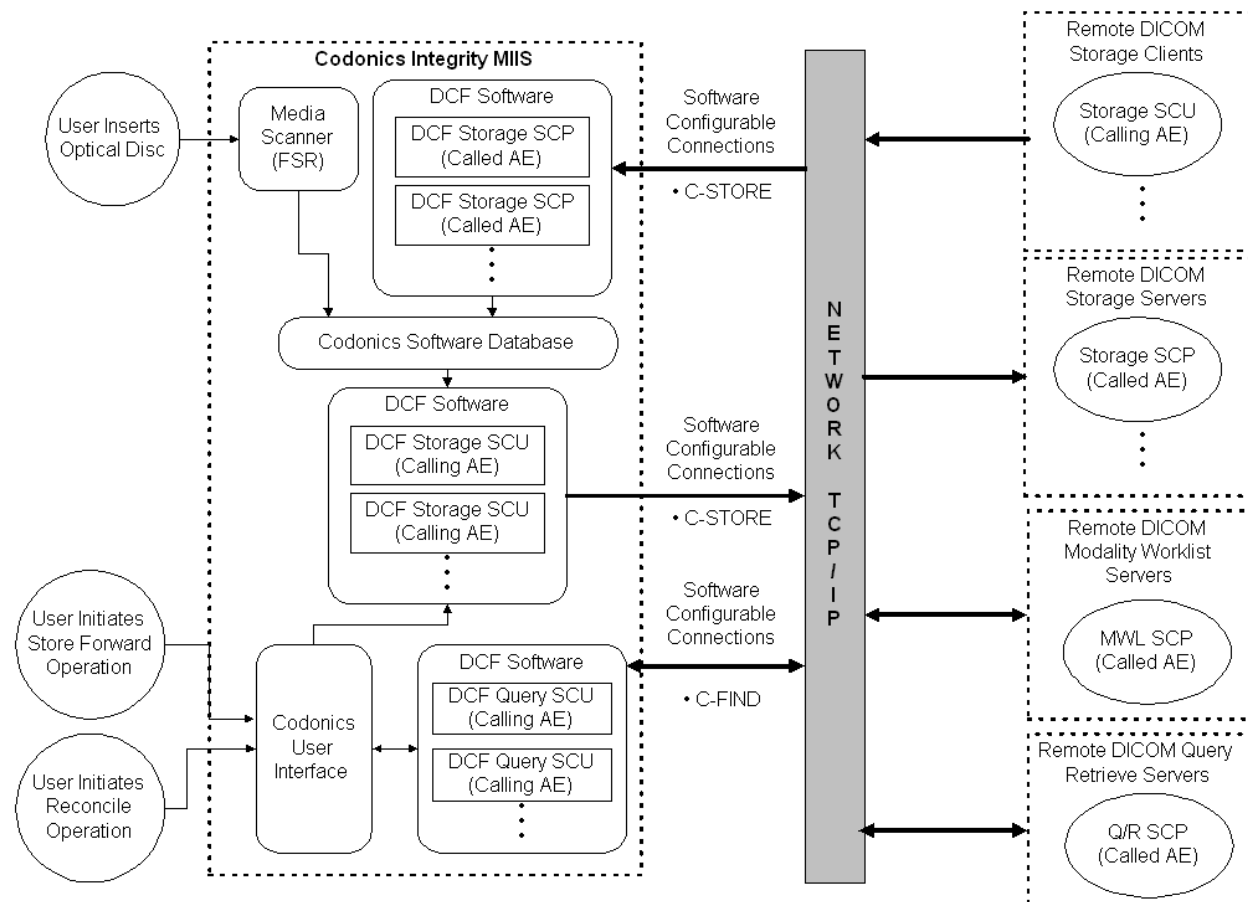 Codonics Integrity MIIS
User Inserts
Optical Disc
Media
Scanner
(FSR)
DCF Software
DCF Storage SCP
(Called AE)
DCF Storage SCP
(Called AE)
Software
Configurable
Connections
• C-STORE
Remote DICOM
Storage Clients
Storage SCU
(Calling AE)
Codonics Software Database
NETWORK TCP/IP
Remote DICOM
Storage Servers
Storage SCP
(Called AE)
DCF Software
DCF Storage SCU
(Calling AE)
DCF Storage SCU
(Calling AE)
Software
Configurable
Connections
• C-STORE
Remote DICOM
Modality Worklist
Servers
MWL SCP
(Called AE)
User Initiates
Store Forward
Operation
User Initiates
Reconcile
Operation
Codonics
User
Interface
DCF Software
DCF Query SCU
(Calling AE)
DCF Query SCU
(Calling AE)
Software
Configurable
Connections
• C-FIND
Remote DICOM Query
Retrieve Servers
Q/R SCP
(Called AE)